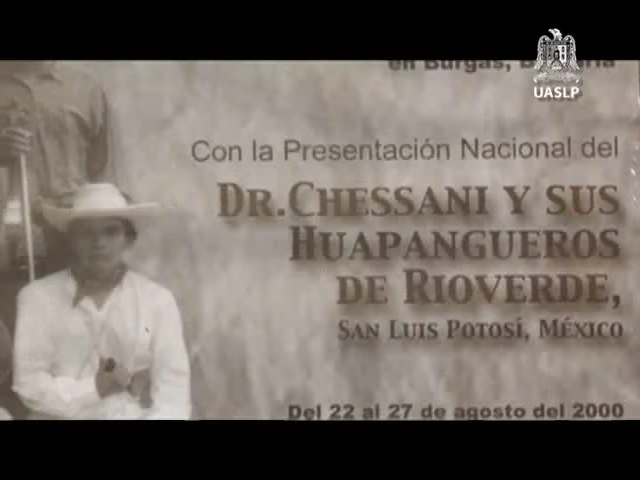 en Burgas,
UASLP
Con la Presentación Nacional del
DR. CHESSANI Y SUS
HUAPANGUEROS
DE RIOVERDE,
SAN LUIS POTOSÍ, MÉXICO
Del 22 al 27 de agosto del 2000